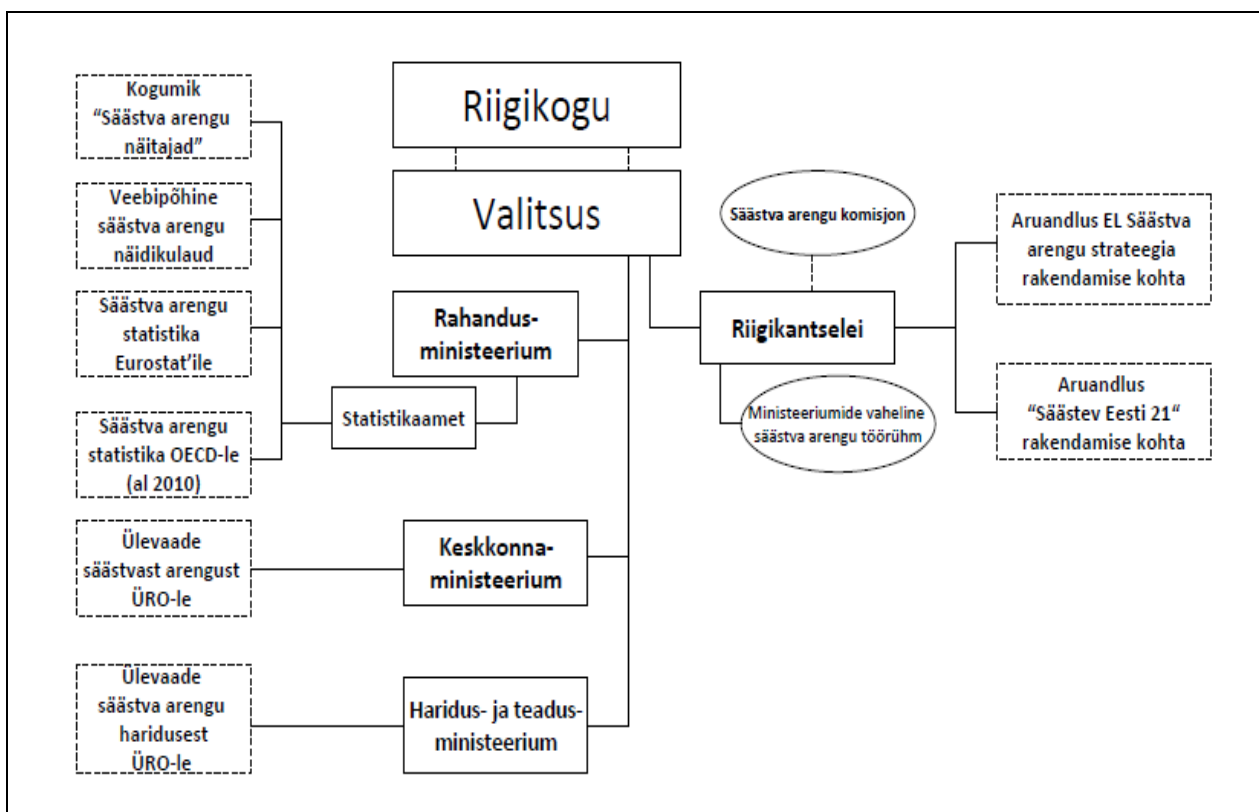 Riigikogu
Valitsus
Kogumik
“Säästva arengu
näitajad”
Veebipõhine
säästva arengu
näidikulaud
Säästva arengu
statistika
Eurostat’ile
Säästva arengu
statistika OECD-le
(al 2010)
Ülevaade
säästvast arengust
ÜRO-le
Ülevaade
säästva arengu
haridusest
ÜRO-le
Rahandus-
ministeerium
Statistikaamet
Keskkonna-
ministeerium
Haridus- ja teadus-
ministeerium
Säästva arengu komisjon
Riigikantselei
Ministeeriumide vaheline
säästva arengu töörühm
Aruandlus EL Säästva
arengu strateegia
rakendamise kohta
Aruandlus
“Säästev Eesti 21“
rakendamise kohta